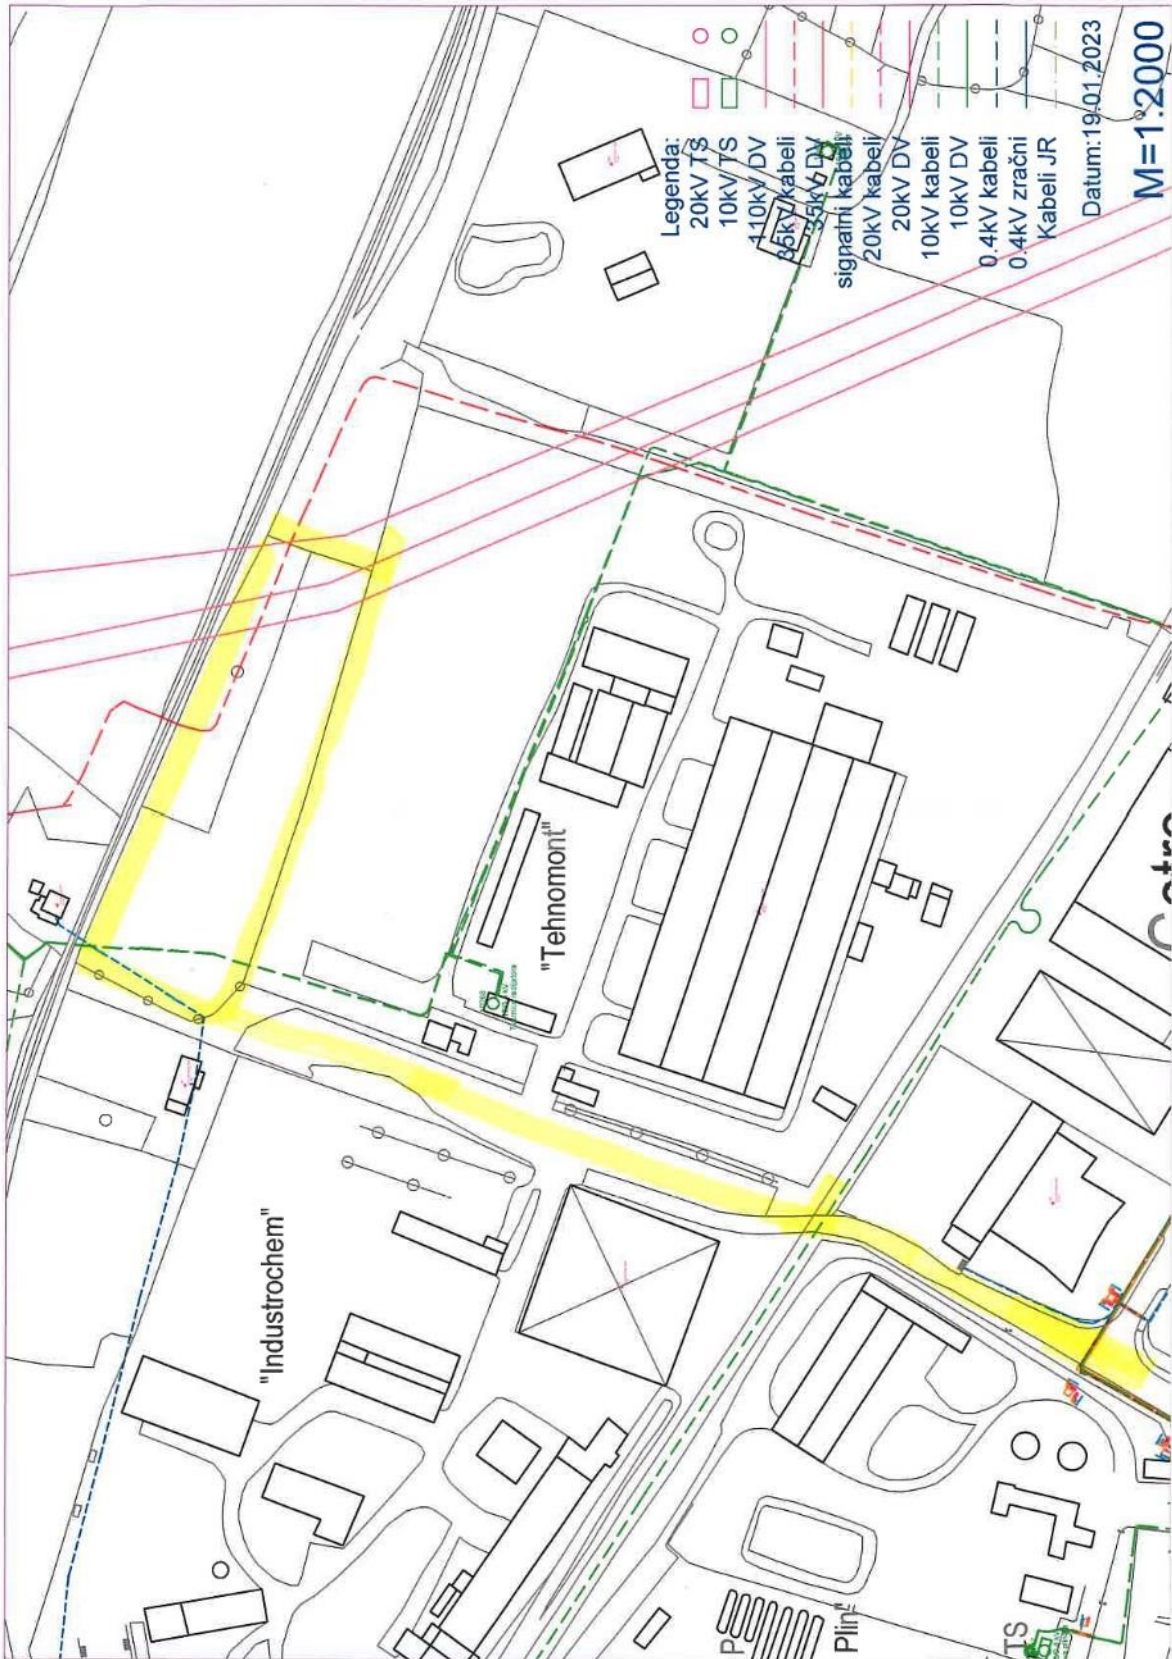 Legenda:
20kV TS
10kV TS
110kV DV
35kV kabeli
35kV DV
signalni kabeli
20kV kabeli
20kV DV
10kV kabeli
10kV DV
0.4kV kabeli
0.4kV zračni
Kabeli JR
Datum:19.01.2023
M=1:2000
"Tehnomont"
"Industrochem"
Plin
TS